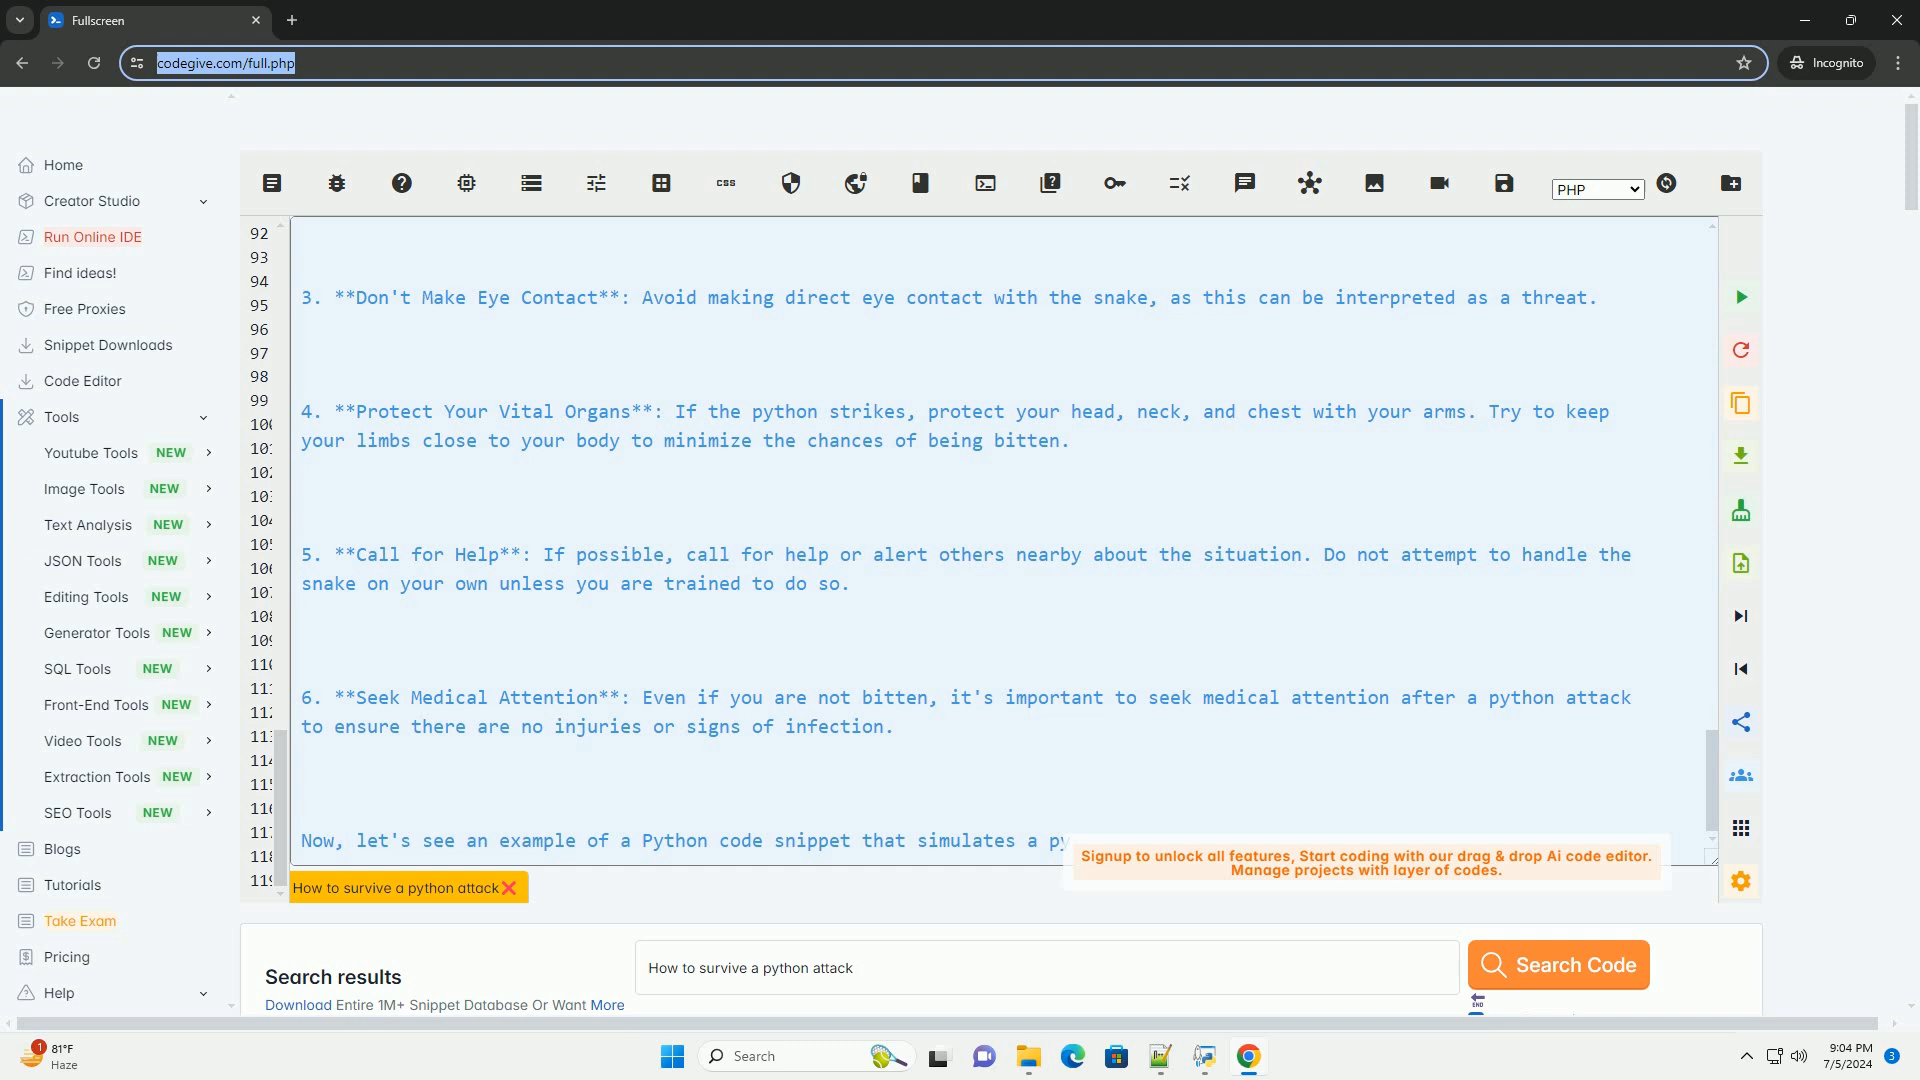 Fullscreen
codegive.com/full.php
Incognito
Home
Creator Studio
Run Online IDE
Find ideas!
Free Proxies
Snippet Downloads
Code Editor
Tools
Youtube Tools NEW
Image Tools NEW
Text Analysis NEW
JSON Tools NEW
Editing Tools NEW
Generator Tools NEW
SQL Tools NEW
Front-End Tools NEW
Video Tools NEW
Extraction Tools NEW
SEO Tools NEW
Blogs
Tutorials
Take Exam
Pricing
Help
css
PHP
92
93
94
95
96
97
98
99
3. **Don't Make Eye Contact**: Avoid making direct eye contact with the snake, as this can be interpreted as a threat.
4. **Protect Your Vital Organs**: If the python strikes, protect your head, neck, and chest with your arms. Try to keep
your limbs close to your body to minimize the chances of being bitten.
5. **Call for Help**: If possible, call for help or alert others nearby about the situation. Do not attempt to handle the
snake on your own unless you are trained to do so.
6. **Seek Medical Attention**: Even if you are not bitten, it's important to seek medical attention after a python attack
to ensure there are no injuries or signs of infection.
Now, let's see an example of a Python code snippet that simulates a py
Signup to unlock all features, Start coding with our drag & drop Ai code editor.
Manage projects with layer of codes.
How to survive a python attack
Search results
Download Entire 1M+ Snippet Database Or Want More
How to survive a python attack
Search Code
END
1
81°F
Haze
Search
9:04 PM
7/5/2024
3